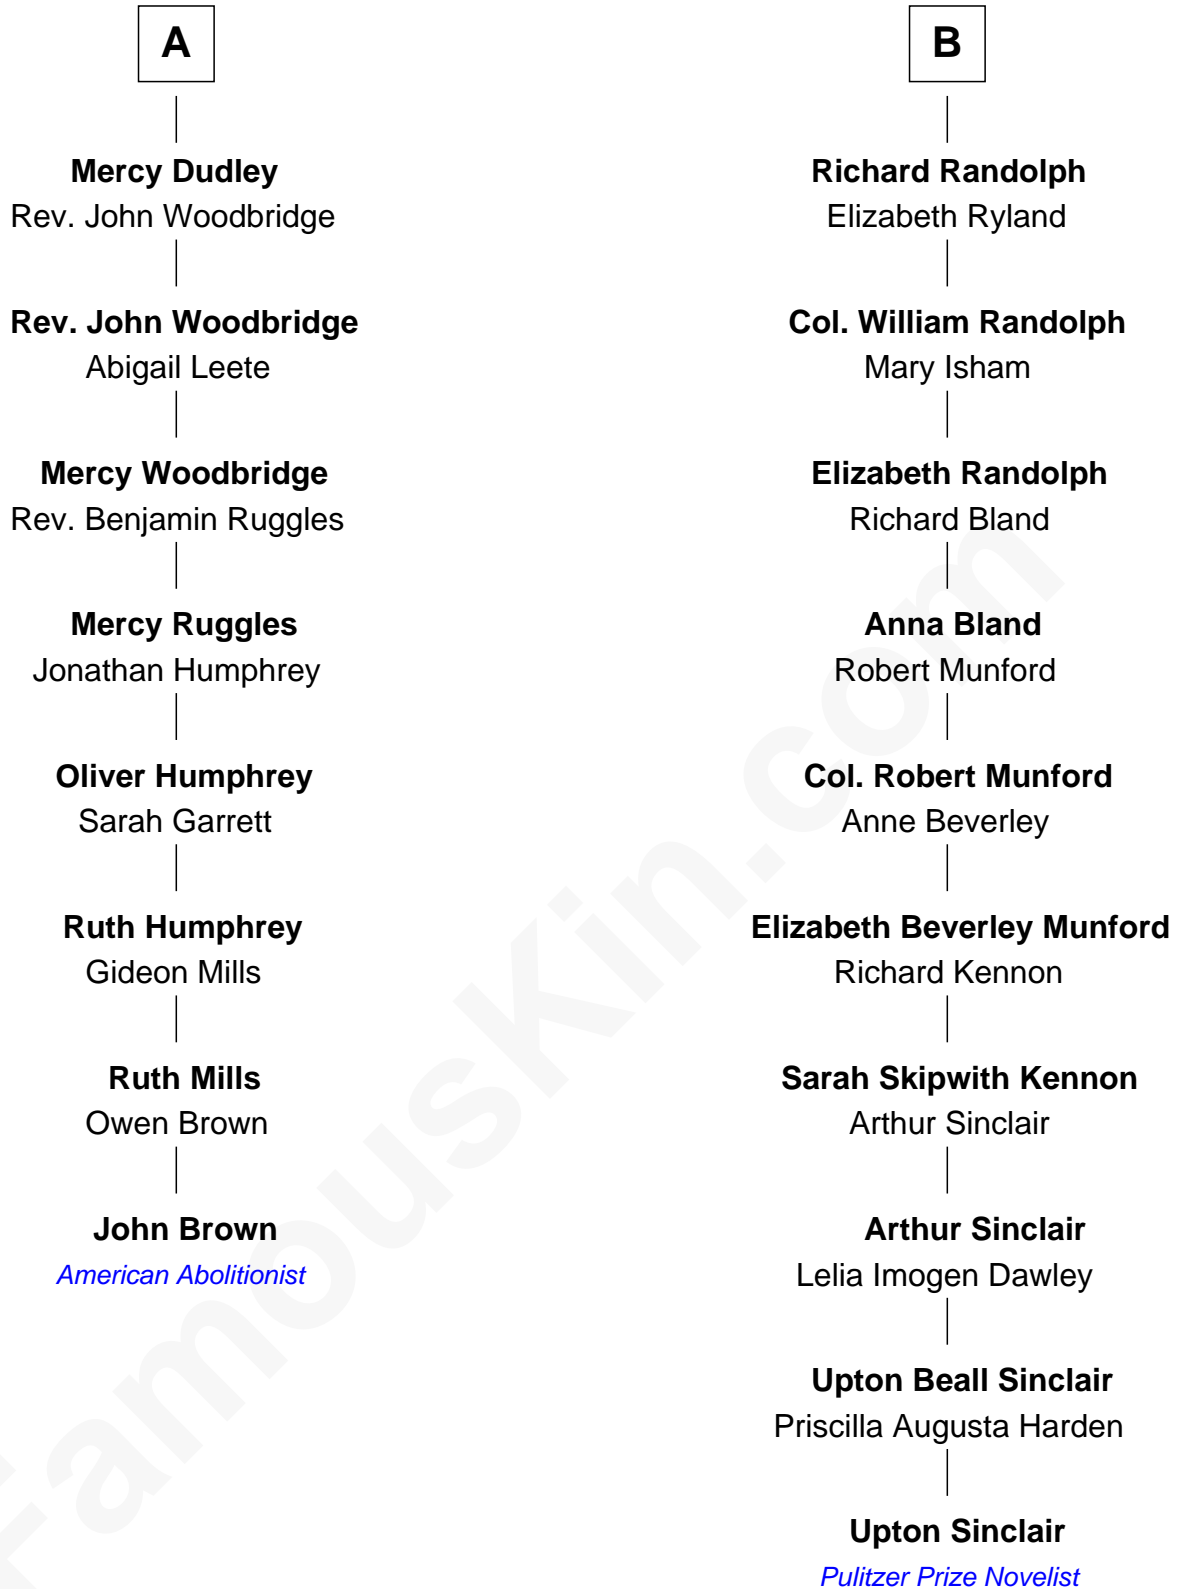 A
Mercy Dudley
Rev. John Woodbridge
Rev. John Woodbridge
Abigail Leete
Mercy Woodbridge
Rev. Benjamin Ruggles
Mercy Ruggles
Jonathan Humphrey
Oliver Humphrey
Sarah Garrett
Ruth Humphrey
Gideon Mills
Ruth Mills
Owen Brown
John Brown
American Abolitionist
B
Richard Randolph
Elizabeth Ryland
Col. William Randolph
Mary Isham
Elizabeth Randolph
Richard Bland
Anna Bland
Robert Munford
Col. Robert Munford
Anne Beverley
Elizabeth Beverley Munford
Richard Kennon
Sarah Skipwith Kennon
Arthur Sinclair
Arthur Sinclair
Lelia Imogen Dawley
Upton Beall Sinclair
Priscilla Augusta Harden
Upton Sinclair
Pulitzer Prize Novelist
FamousKin.com